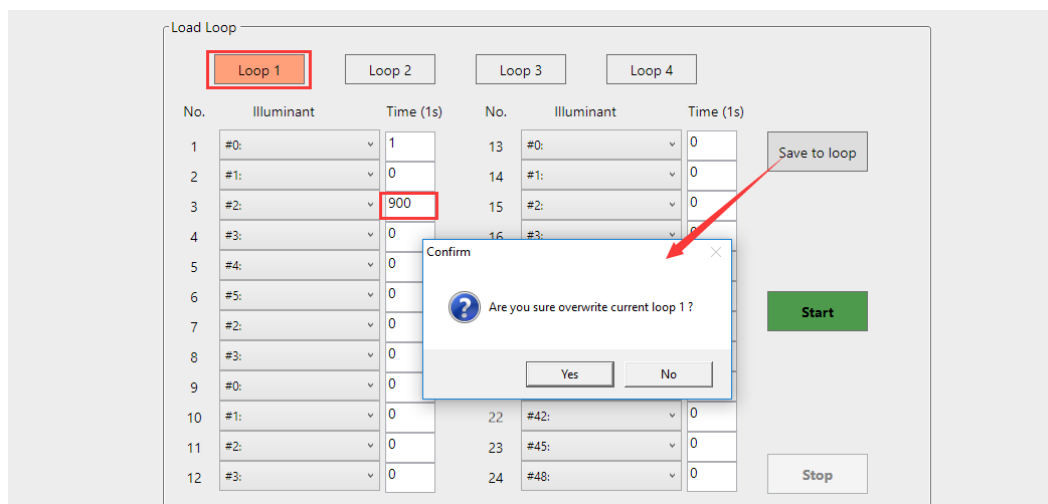 Load Loop
Loop 1 Loop 2 Loop 3 Loop 4
No. Illuminant Time (1s) No. Illuminant Time (1s)
1 #0: 1 13 #0: 0
Save to loop
2 #1: 0 14 #1: 0
3 #2: 900 15 #2: 0
4 #3: 0 16 #3: 0
Confirm
5 #4: 0
6 #5: 0
Are you sure overwrite current loop 1 ?
Start
7 #2: 0
8 #3: 0
Yes No
9 #0: 0
10 #1: 0 22 #42: 0
11 #2: 0 23 #45: 0
12 #3: 0 24 #48: 0
Stop